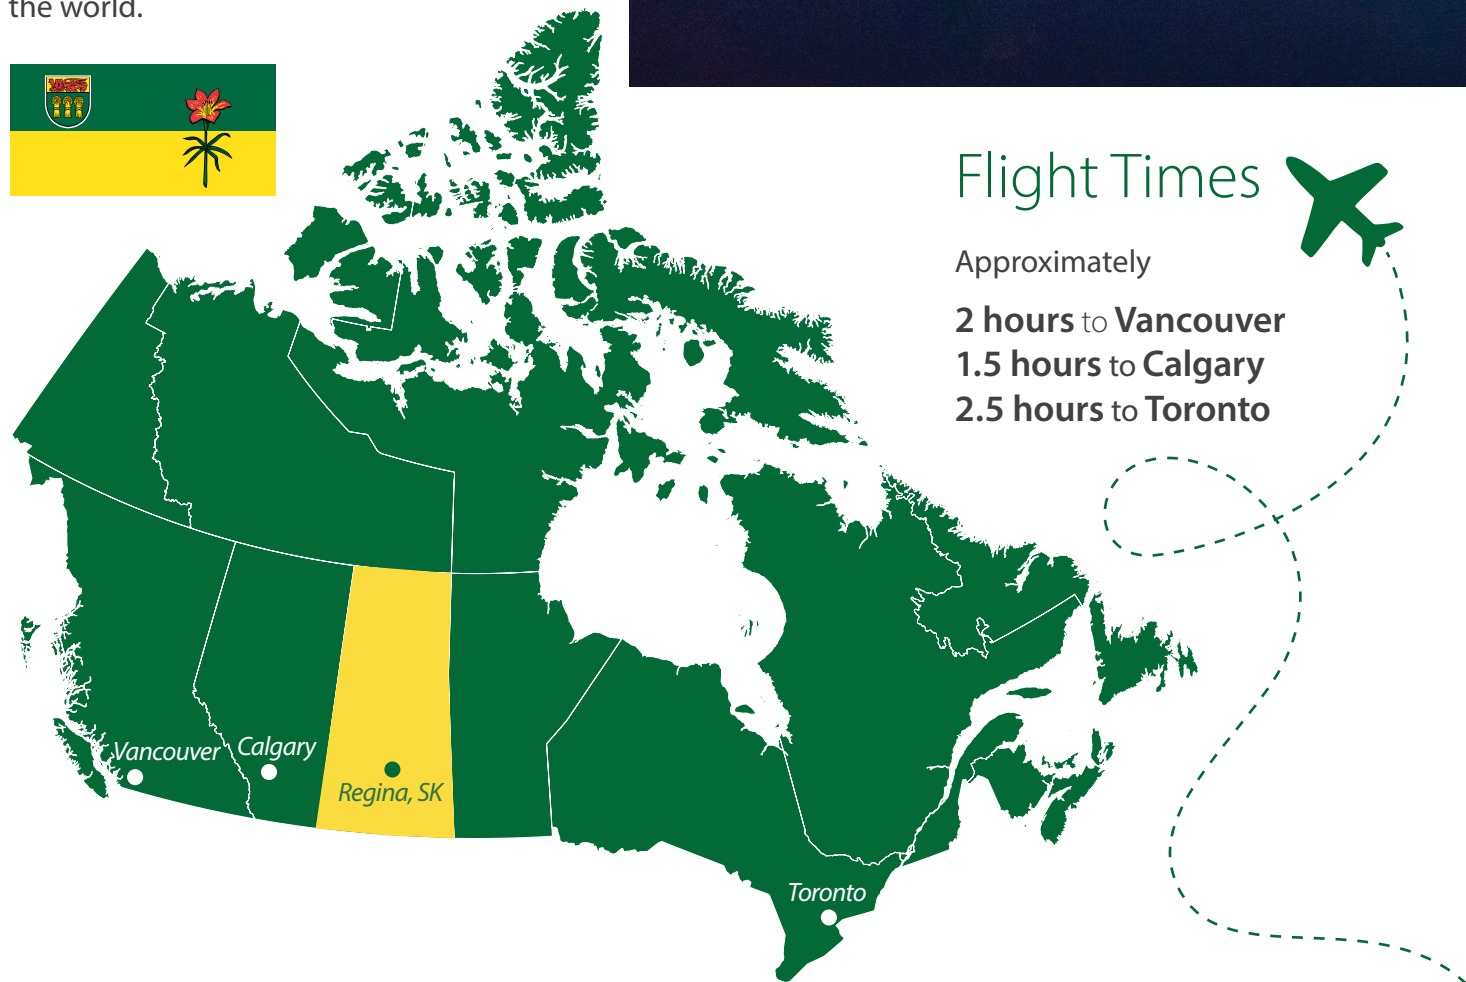 the world.
Flight Times
Approximately
2 hours to Vancouver
1.5 hours to Calgary
2.5 hours to Toronto
Vancouver
Calgary
Regina, SK
Toronto